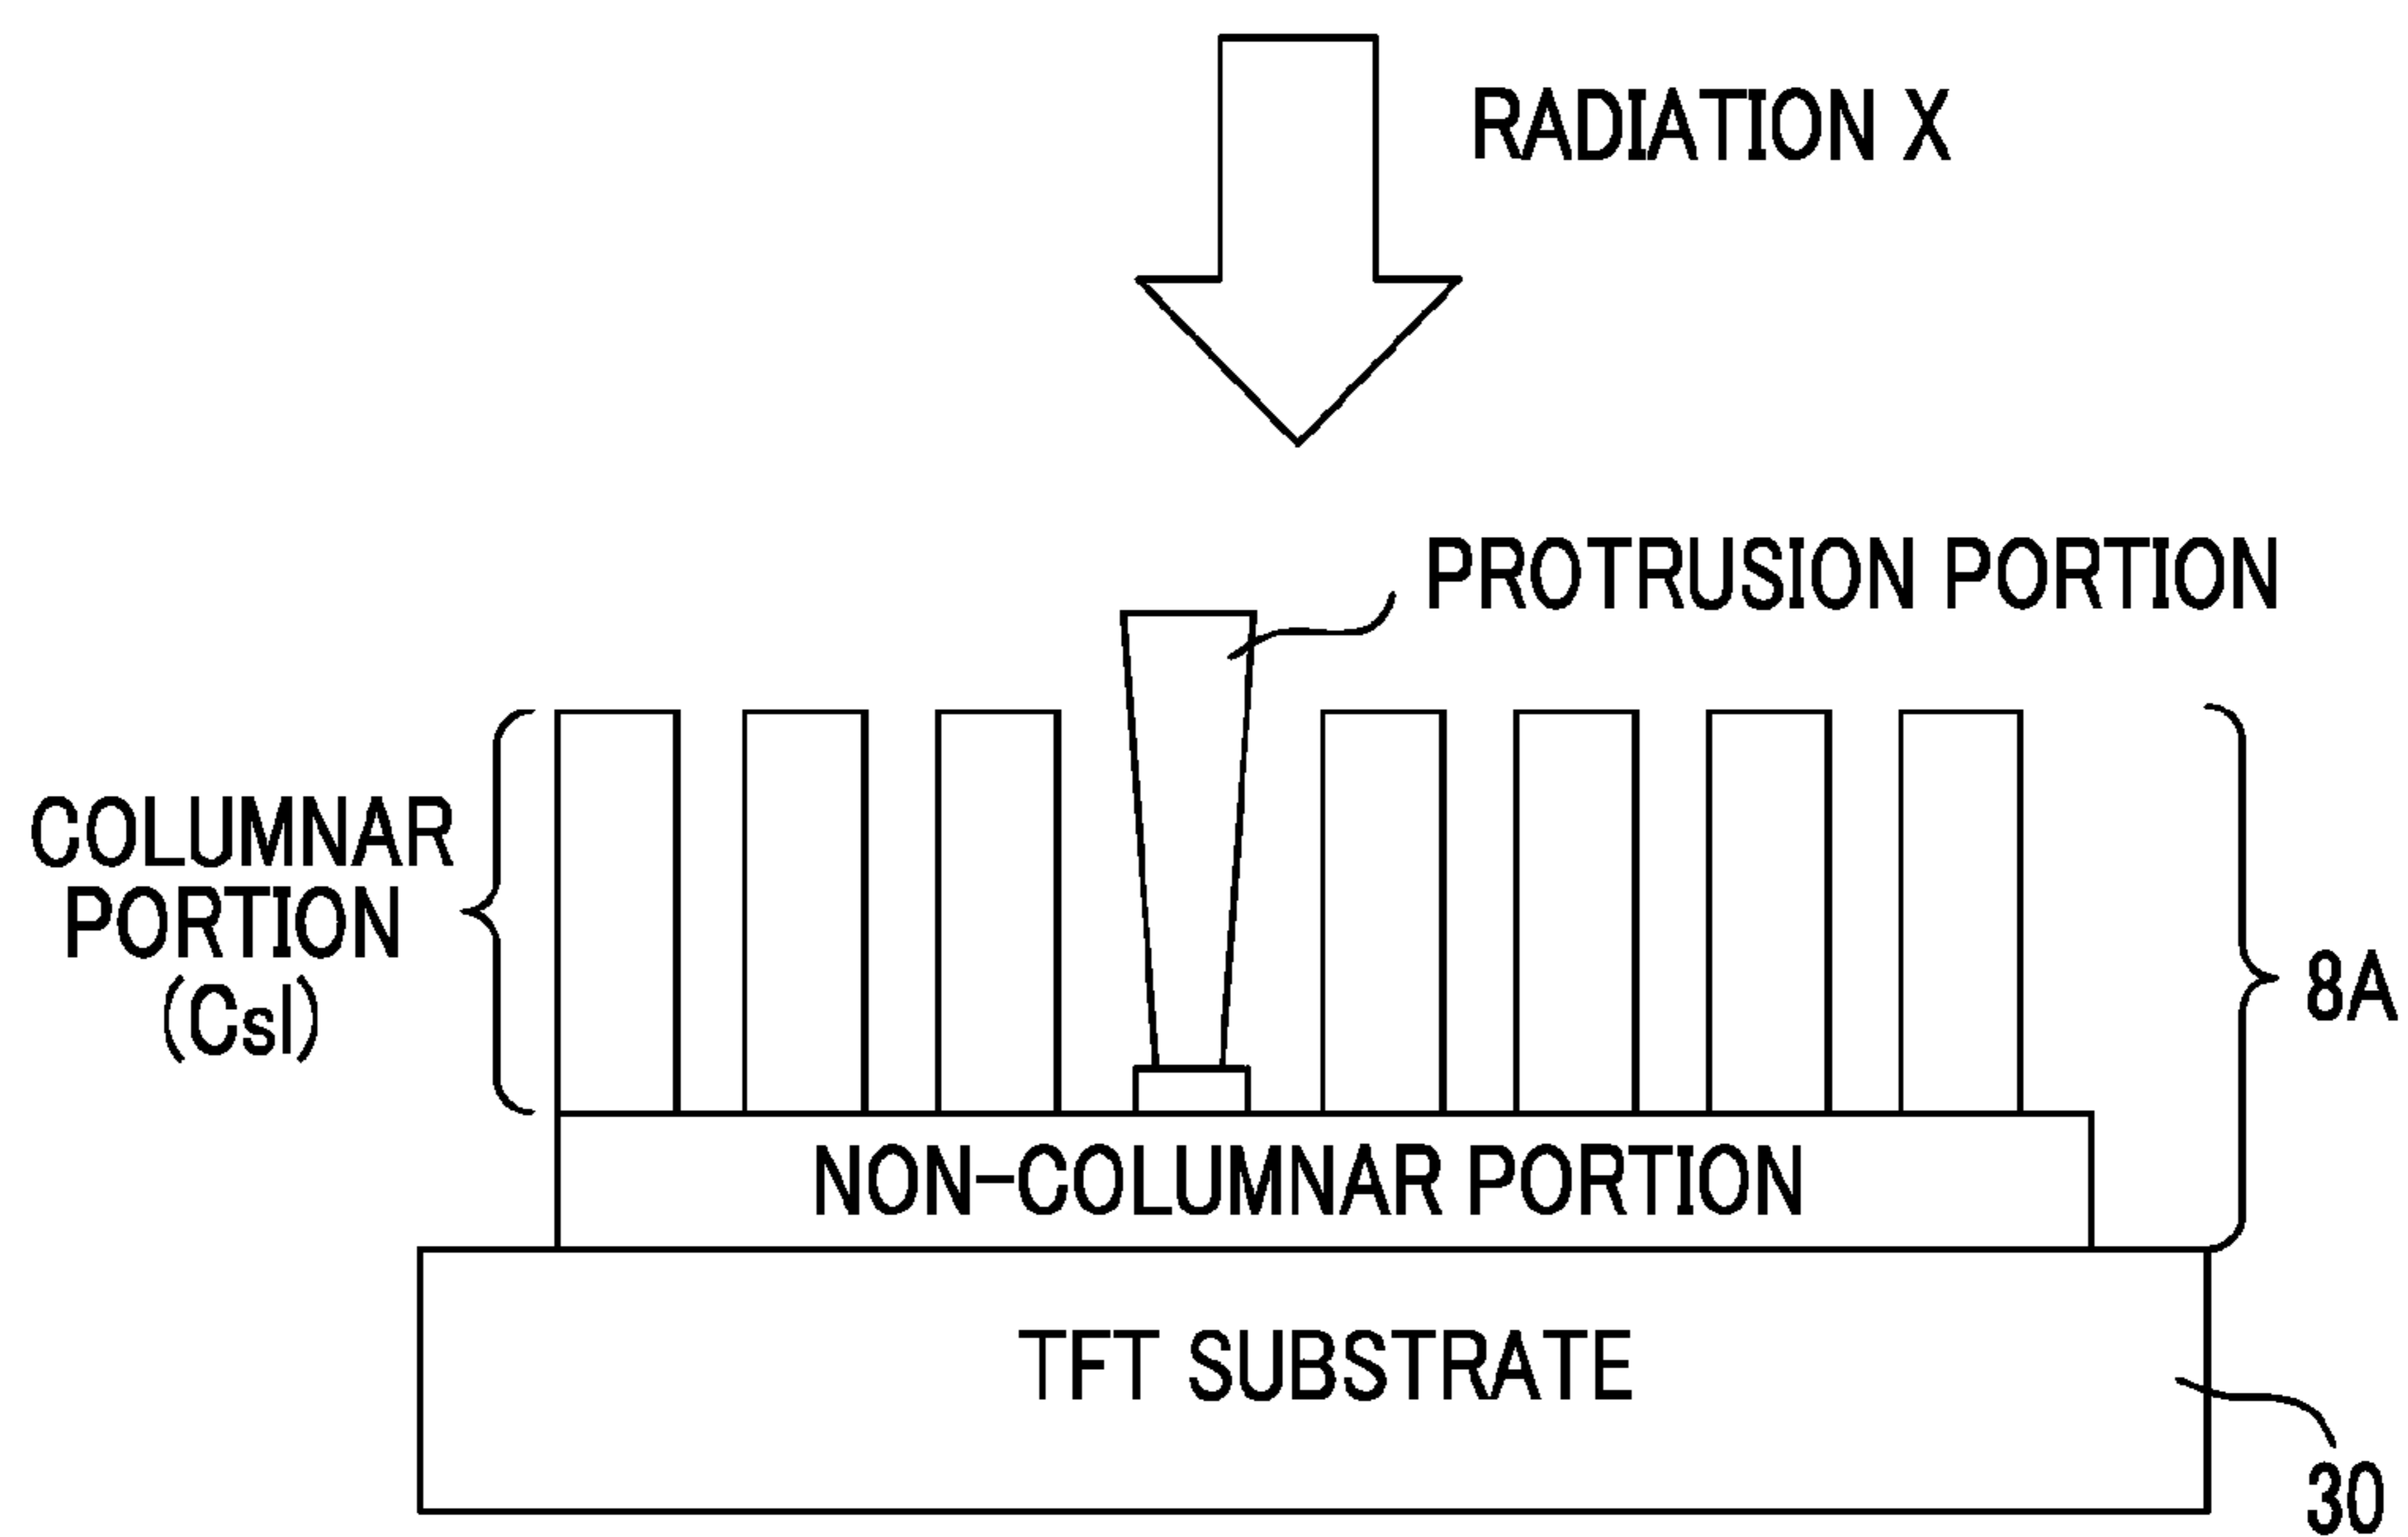 RADIATION X
PROTRUSION PORTION
COLUMNAR
PORTION
(CsI)
8A
NON-COLUMNAR PORTION
TFT SUBSTRATE
30